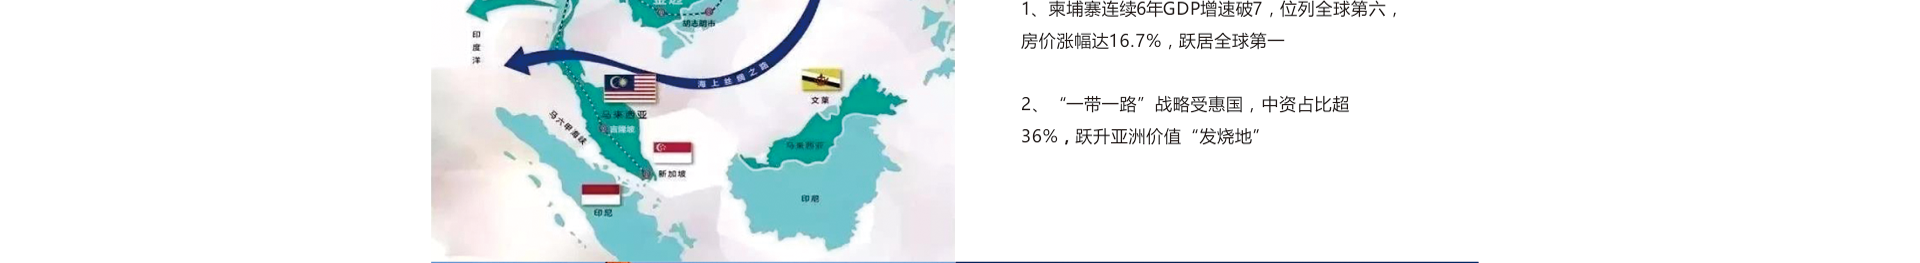 胡志明市
印度洋
海上丝绸之路
文莱
马来西亚
吉隆坡
马六甲海峡
马来西亚
新加坡
印尼
印尼
1、柬埔寨连续6年GDP增速破7，位列全球第六，
房价涨幅达16.7%，跃居全球第一
2、“一带一路”战略受惠国，中资占比超
36%，跃升亚洲价值“发烧地”